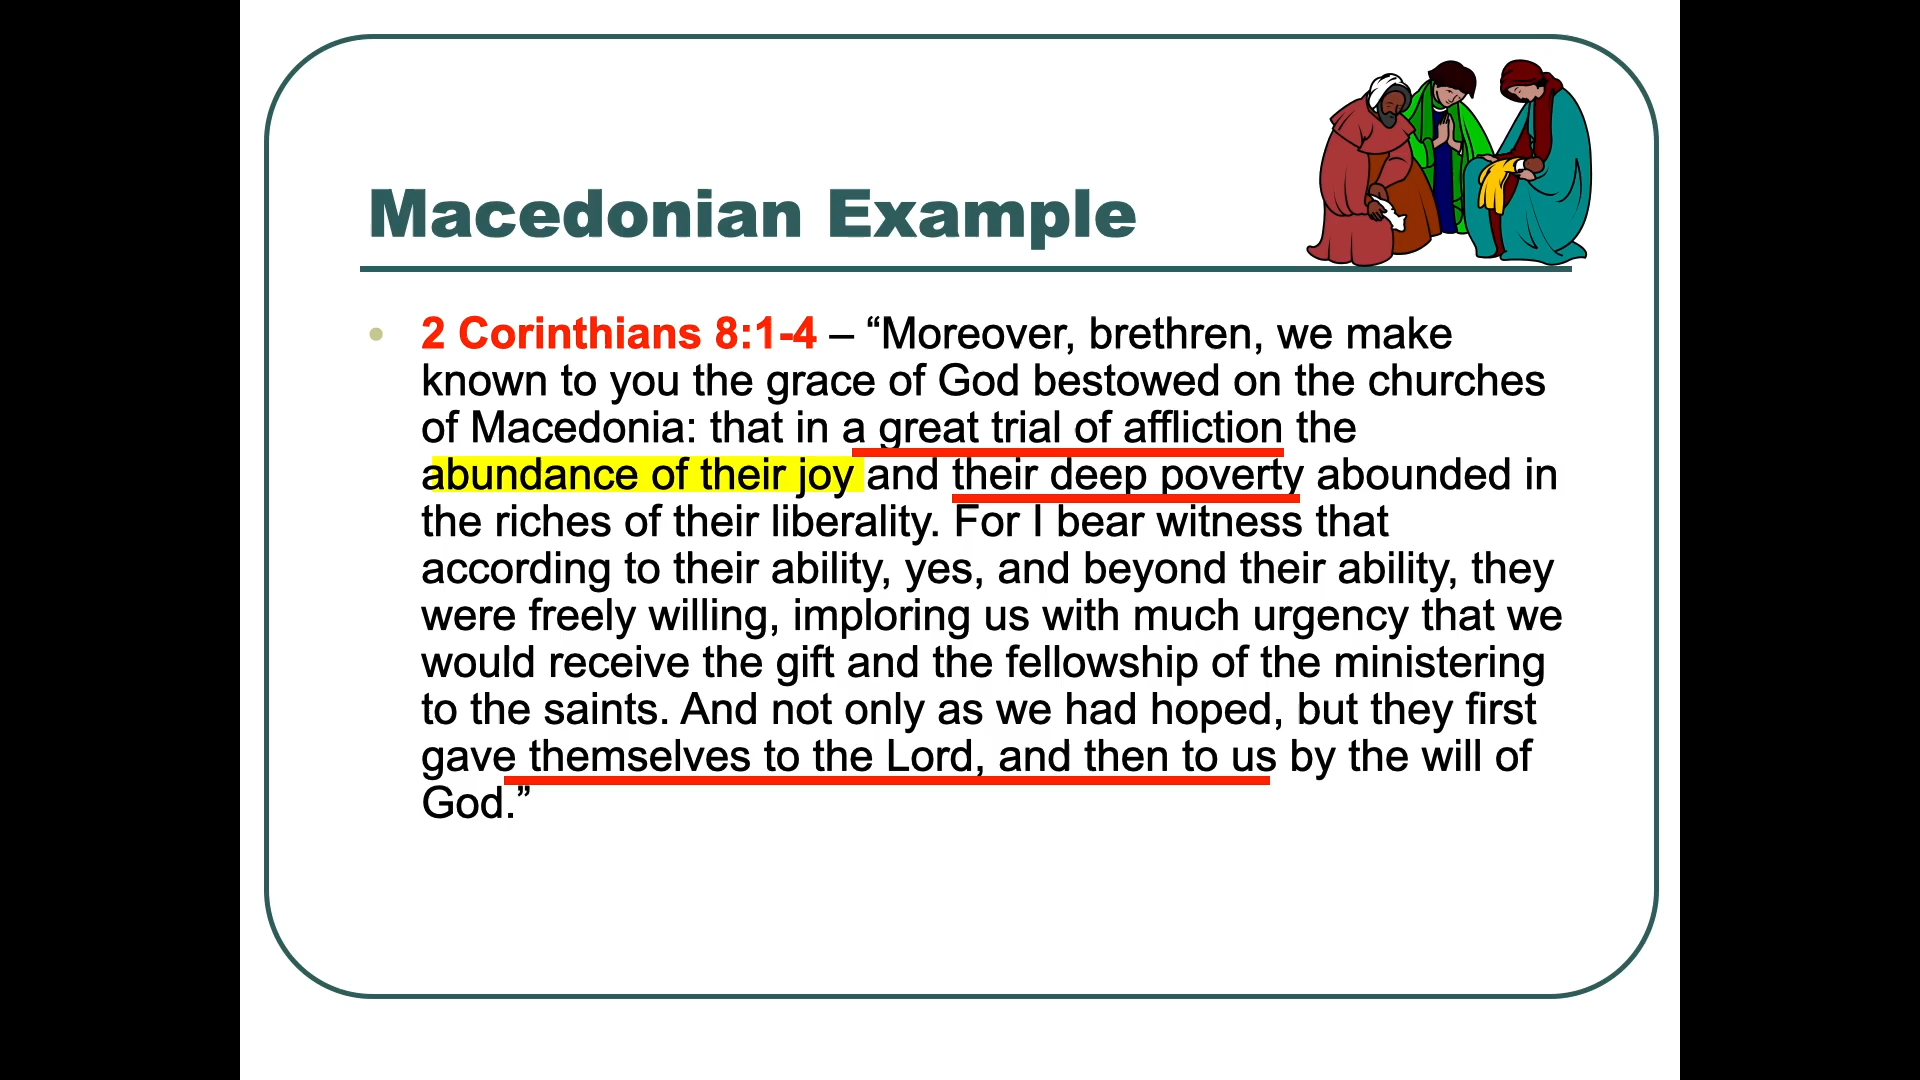 Macedonian Example
• 2 Corinthians 8:1-4 – “Moreover, brethren, we make
known to you the grace of God bestowed on the churches
of Macedonia: that in a great trial of affliction the
abundance of their joy and their deep poverty abounded in
the riches of their liberality. For I bear witness that
according to their ability, yes, and beyond their ability, they
were freely willing, imploring us with much urgency that we
would receive the gift and the fellowship of the ministering
to the saints. And not only as we had hoped, but they first
gave themselves to the Lord, and then to us by the will of
God.”